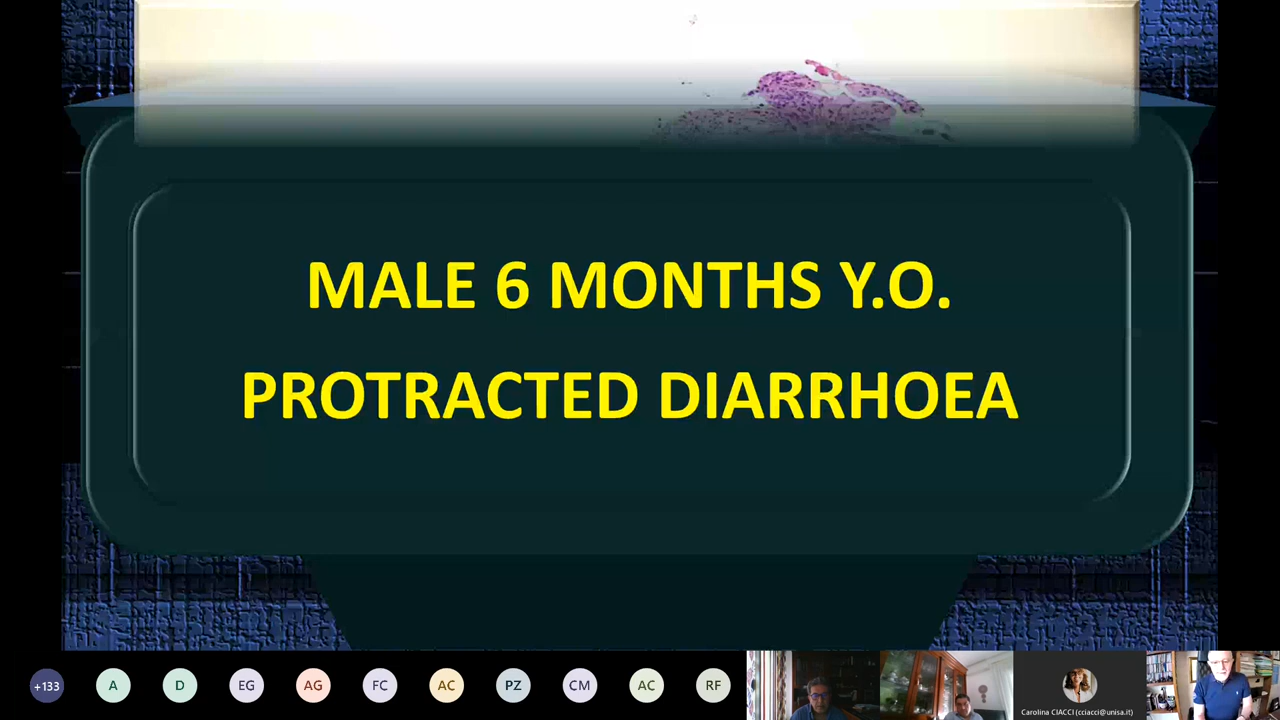 MALE 6 MONTHS Y.O.
PROTRACTED DIARRHOEA
+133
A
D
EG
AG
FC
AC
PZ
CM
AC
RF
Carolina CIACCI (cciacci@unisa.it)